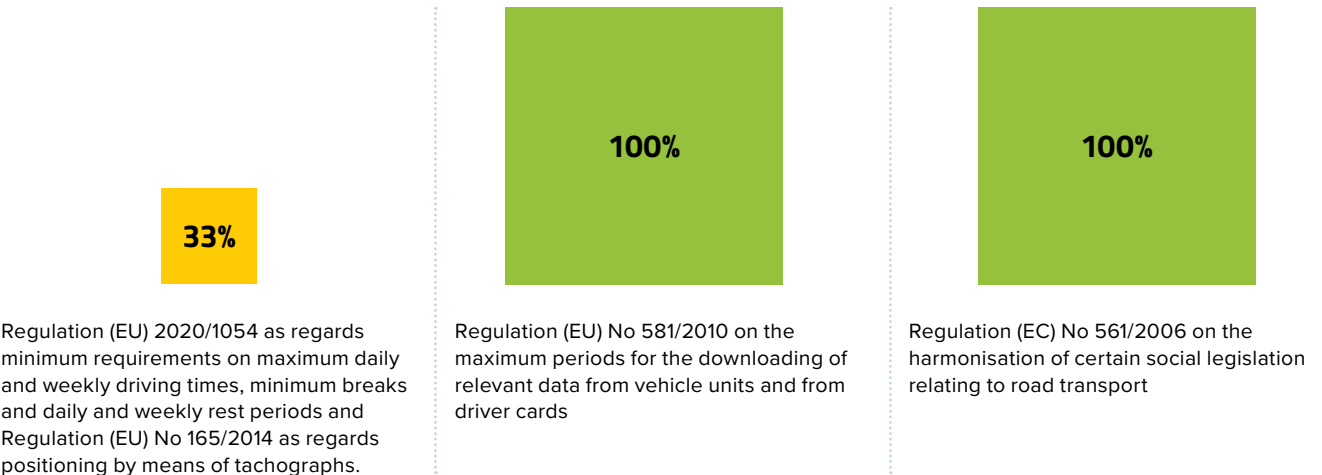 33%
Regulation (EU) 2020/1054 as regards
minimum requirements on maximum daily
and weekly driving times, minimum breaks
and daily and weekly rest periods and
Regulation (EU) No 165/2014 as regards
positioning by means of tachographs.
100%
Regulation (EU) No 581/2010 on the
maximum periods for the downloading of
relevant data from vehicle units and from
driver cards
100%
Regulation (EC) No 561/2006 on the
harmonisation of certain social legislation
relating to road transport